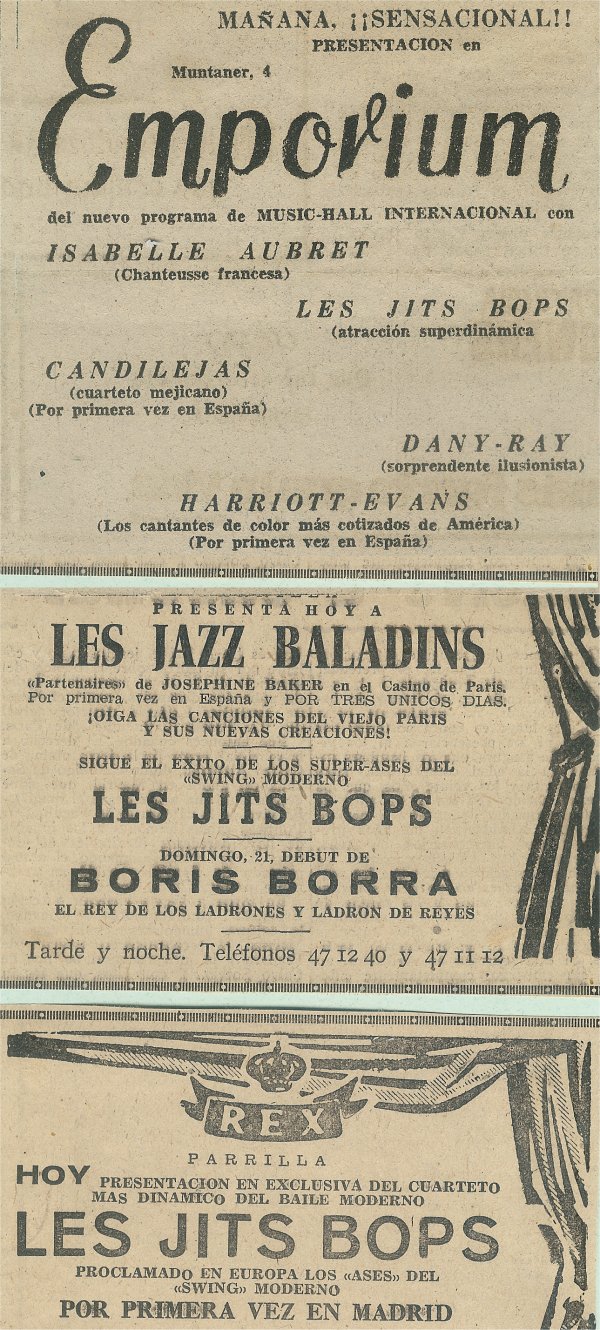 MAÑANA, ¡¡SENSACIONAL!!
PRESENTACION en
Muntaner, 4
Emporium
del nuevo programa de MUSIC-HALL INTERNACIONAL con
ISABELLE AUBRET
(Chanteusse francesa)
LES JITS BOPS
(atracción superdinámica
CANDILEJAS
(cuarteto mejicano)
(Por primera vez en España)
DANY-RAY
(sorprendente ilusionista)
HARRIOTT-EVANS
(Los cantantes de color más cotizados de América)
(Por primera vez en España)
PRESENTA HOY A
LES JAZZ BALADINS
«Partenaires» de JOSEPHINE BAKER en el Casino de París.
Por primera vez en España y POR TRES UNICOS DIAS.
¡OIGA LAS CANCIONES DEL VIEJO PARIS
Y SUS NUEVAS CREACIONES!
SIGUE EL EXITO DE LOS SUPER-ASES DEL
«SWING» MODERNO
LES JITS BOPS
DOMINGO, 21, DEBUT DE
BORIS BORRA
EL REY DE LOS LADRONES Y LADRON DE REYES
Tarde y noche. Teléfonos 47 12 40 y 47 11 12
REX
PARRILLA
HOY PRESENTACION EN EXCLUSIVA DEL CUARTETO
MAS DINAMICO DEL BAILE MODERNO
LES JITS BOPS
PROCLAMADO EN EUROPA LOS «ASES» DEL
«SWING» MODERNO
POR PRIMERA VEZ EN MADRID